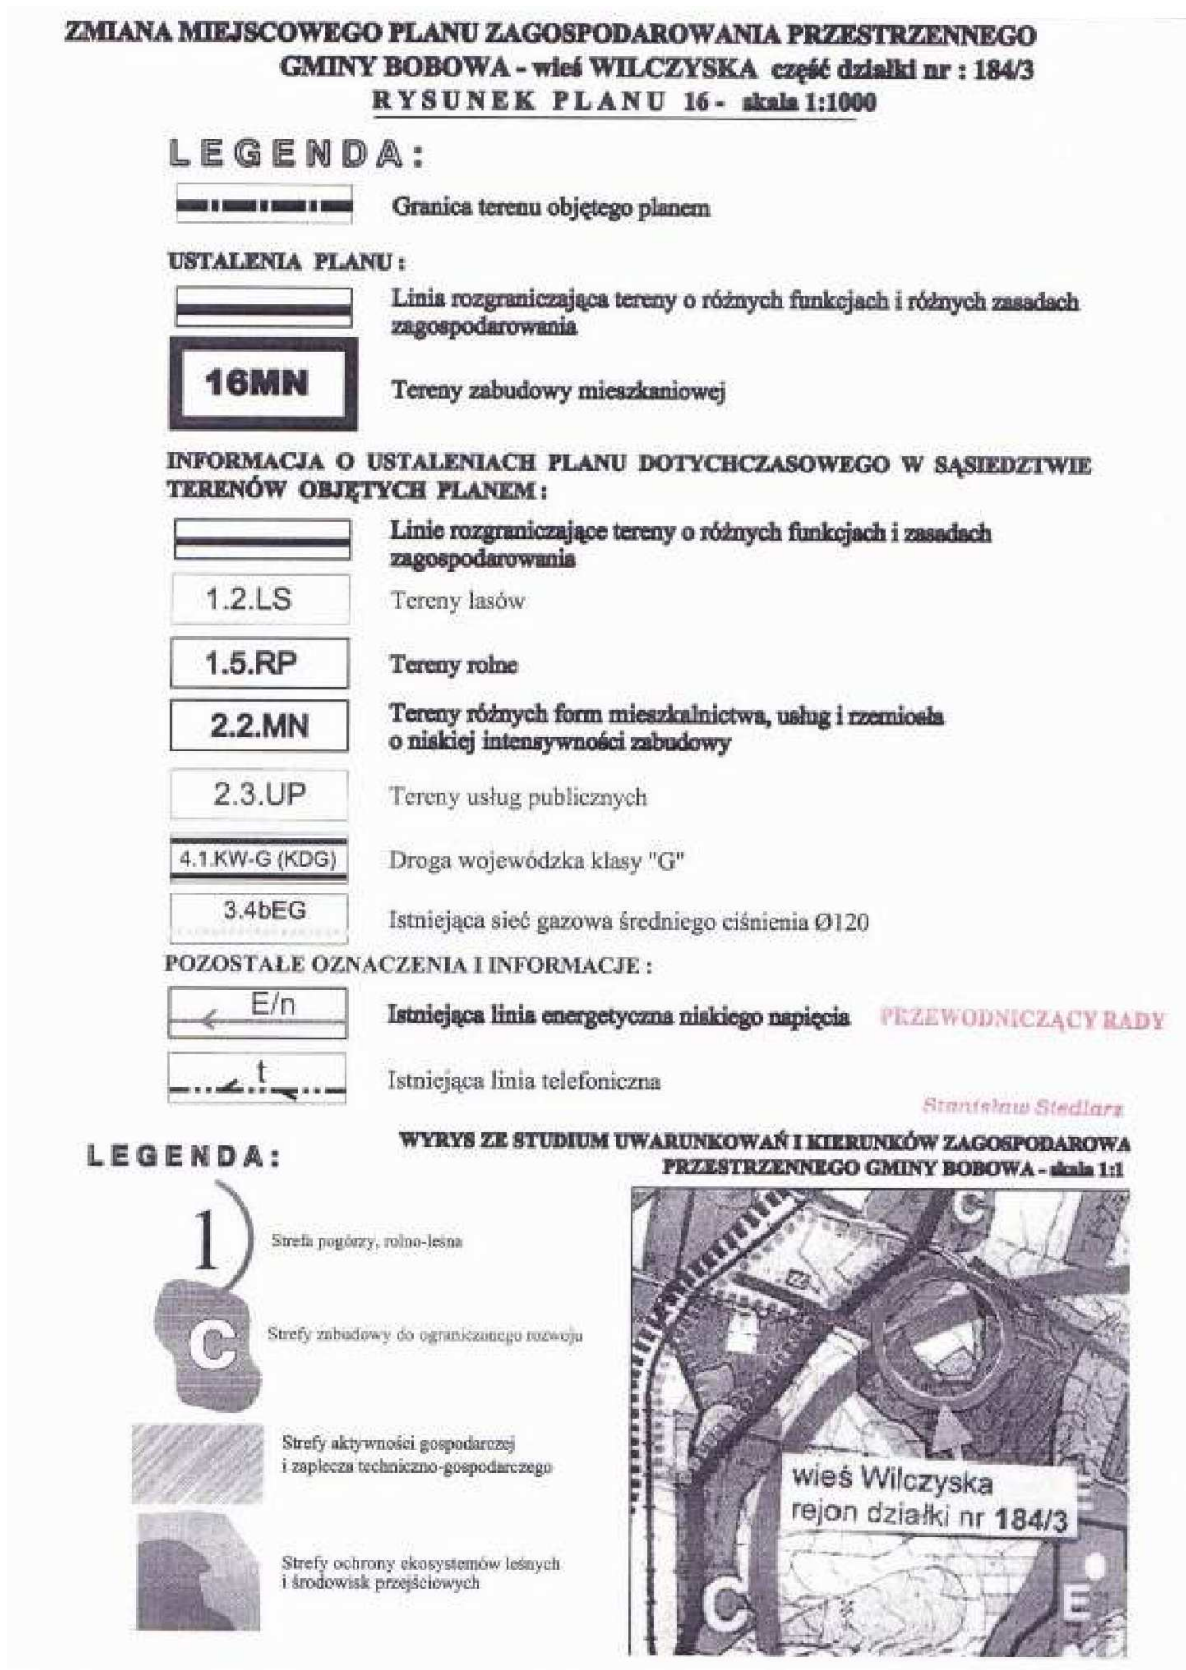 ZMIANA MIEJSCOWEGO PLANU ZAGOSPODAROWANIA PRZESTRZENNEGO
GMINY BOBOWA - wieś WILCZYSKA część działki nr : 184/3
RYSUNEK PLANU 16 - skala 1:1000
LEGENDA:
Granica terenu objętego planem
USTALENIA PLANU :
Linia rozgraniczająca tereny o różnych funkcjach i różnych zasadach
zagospodarowania
16MN
Tereny zabudowy mieszkaniowej
INFORMACJA O USTALENIACH PLANU DOTYCHCZASOWEGO W SĄSIEDZTWIE
TERENÓW OBJĘTYCH PLANEM :
Linie rozgraniczające tereny o różnych funkcjach i zasadach
zagospodarowania
1.2.LS
Tereny lasów
1.5.RP
Tereny rolne
2.2.MN
Tereny różnych form mieszkalnictwa, usług i rzemiosła
o niskiej intensywności zabudowy
2.3.UP
Tereny usług publicznych
4.1.KW-G (KDG)
Droga wojewódzka klasy "G"
3.4bEG
Istniejąca sieć gazowa średniego ciśnienia Ø120
POZOSTAŁE OZNACZENIA I INFORMACJE :
E/n
Istniejąca linia energetyczna niskiego napięcia
PRZEWODNICZĄCY RADY
t
Istniejąca linia telefoniczna
Stanisław Siedlarz
LEGENDA:
WYRYS ZE STUDIUM UWARUNKOWAŃ I KIERUNKÓW ZAGOSPODAROWA
PRZESTRZENNEGO GMINY BOBOWA - skala 1:1
1
Strefa pogórzy, rolno-leśna
C
Strefy zabudowy do ograniczonego rozwoju
Strefy aktywności gospodarczej
i zaplecza techniczno-gospodarczego
Strefy ochrony ekosystemów leśnych
i środowisk przejściowych
C
wieś Wilczyska
rejon działki nr 184/3
C
E